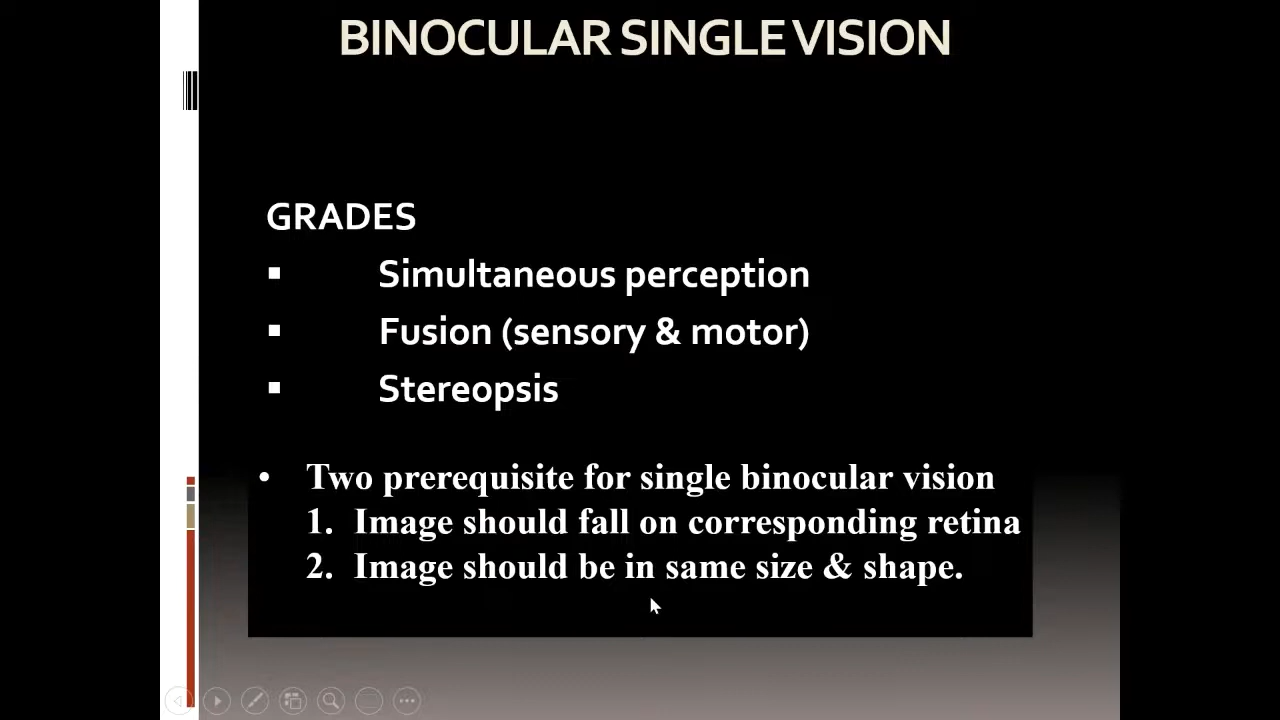 BINOCULAR SINGLE VISION
GRADES
▪ Simultaneous perception
▪ Fusion (sensory & motor)
▪ Stereopsis
• Two prerequisite for single binocular vision
1. Image should fall on corresponding retina
2. Image should be in same size & shape.